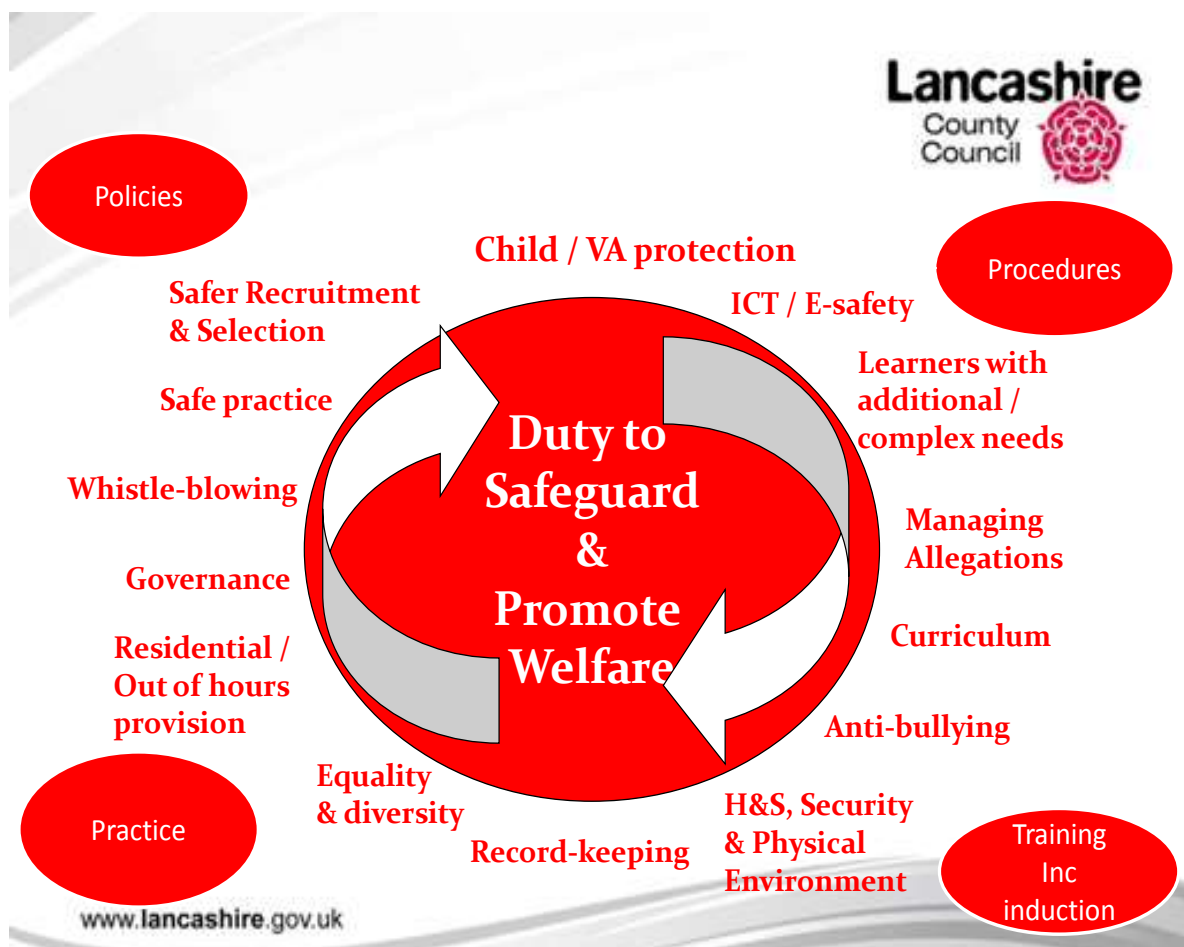 Lancashire
County
Council
Policies
Procedures
Child / VA protection
ICT / E-safety
Learners with
additional /
complex needs
Managing
Allegations
Curriculum
Anti-bullying
H&S, Security
& Physical
Environment
Record-keeping
Equality
& diversity
Residential /
Out of hours
provision
Governance
Whistle-blowing
Safe practice
Safer Recruitment
& Selection
Duty to
Safeguard
&
Promote
Welfare
Practice
Training
Inc
induction
www.lancashire.gov.uk